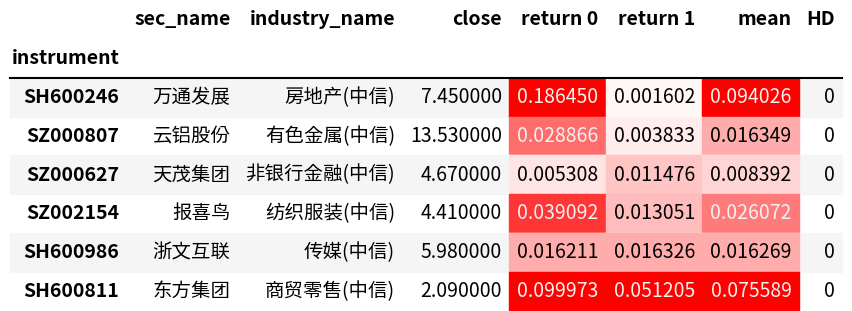 sec_name industry_name close return 0 return 1 mean HD
instrument
SH600246 万通发展 房地产(中信) 7.450000 0.186450 0.001602 0.094026 0
SZ000807 云铝股份 有色金属(中信) 13.530000 0.028866 0.003833 0.016349 0
SZ000627 天茂集团 非银行金融(中信) 4.670000 0.005308 0.011476 0.008392 0
SZ002154 报喜鸟 纺织服装(中信) 4.410000 0.039092 0.013051 0.026072 0
SH600986 浙文互联 传媒(中信) 5.980000 0.016211 0.016326 0.016269 0
SH600811 东方集团 商贸零售(中信) 2.090000 0.099973 0.051205 0.075589 0